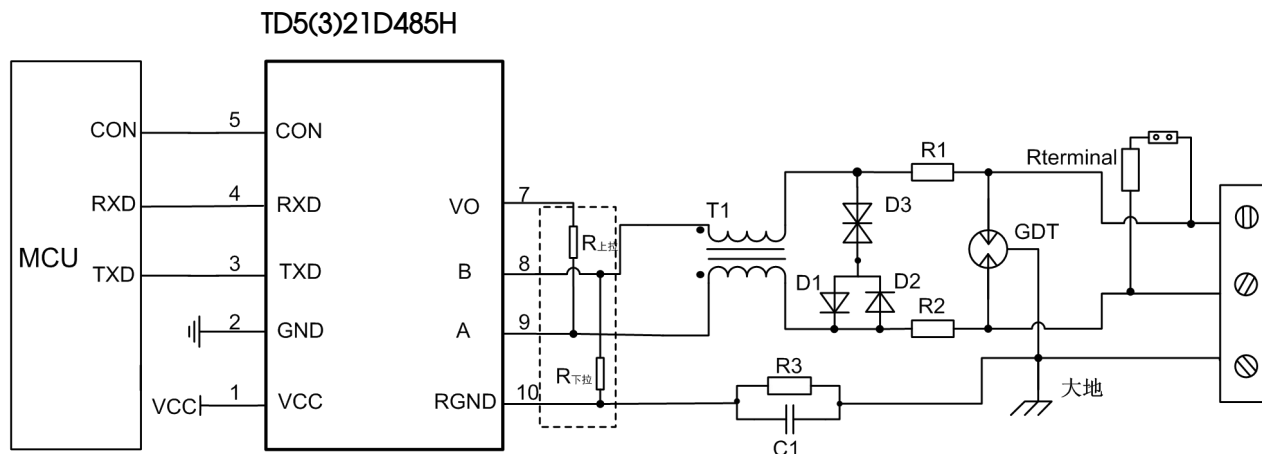 TD5(3)21D485H
MCU
CON
RXD
TXD
5
4
3
2
1
VCC
CON
RXD
TXD
GND
VCC
VO
B
A
RGND
7
8
9
10
R上拉
R下拉
T1
D3
D1
D2
R1
R2
GDT
Rterminal
R3
C1
大地